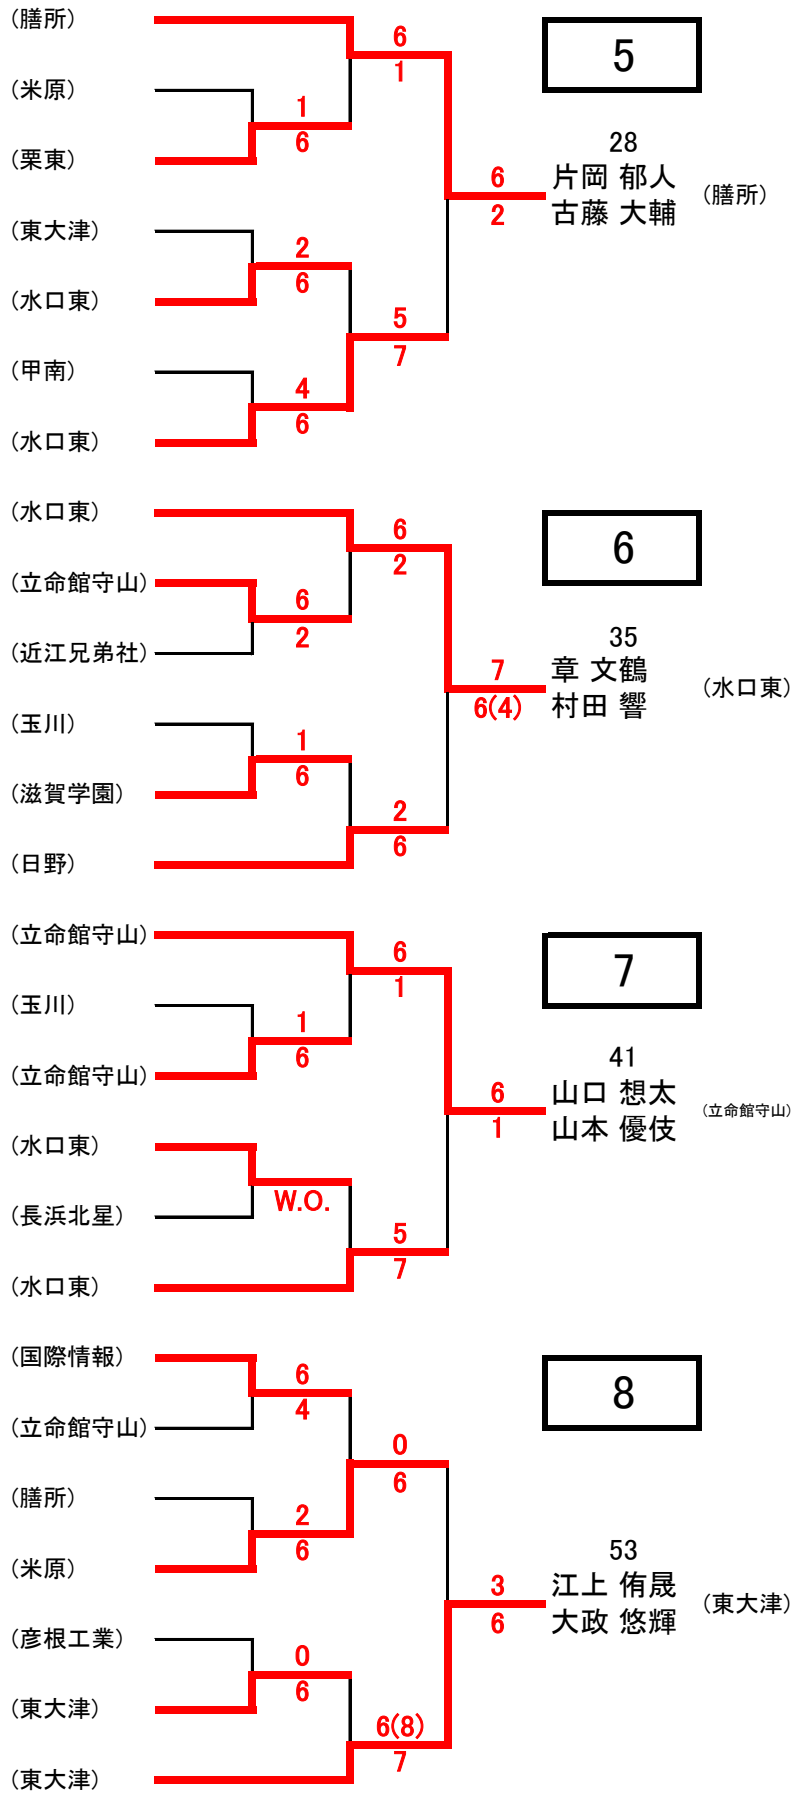 (膳所)
6
1
5
(米原)
1
6
(栗東)
28
片岡 郁人
古藤 大輔
(膳所)
6
2
(東大津)
2
6
(水口東)
5
7
(甲南)
4
6
(水口東)
(水口東)
6
2
6
(立命館守山)
6
2
(近江兄弟社)
35
章 文鶴
村田 響
(水口東)
7
6(4)
(玉川)
1
6
(滋賀学園)
2
6
(日野)
(立命館守山)
6
1
7
(玉川)
1
6
(立命館守山)
41
山口 想太
山本 優伎
(立命館守山)
6
1
(水口東)
W.O.
(長浜北星)
5
7
(水口東)
(国際情報)
6
4
8
(立命館守山)
0
6
(膳所)
2
6
(米原)
53
江上 侑晟
大政 悠輝
(東大津)
3
6
(彦根工業)
0
6
(東大津)
6(8)
7
(東大津)